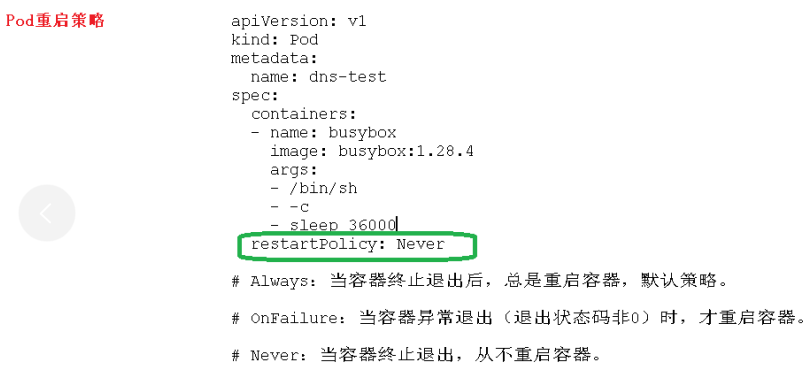 Pod重启策略
apiVersion: v1
kind: Pod
metadata:
  name: dns-test
spec:
  containers:
  - name: busybox
    image: busybox:1.28.4
    args:
    - /bin/sh
    - -c
    - sleep 36000
  restartPolicy: Never
# Always：当容器终止退出后，总是重启容器，默认策略。
# OnFailure：当容器异常退出（退出状态码非0）时，才重启容器。
# Never：当容器终止退出，从不重启容器。